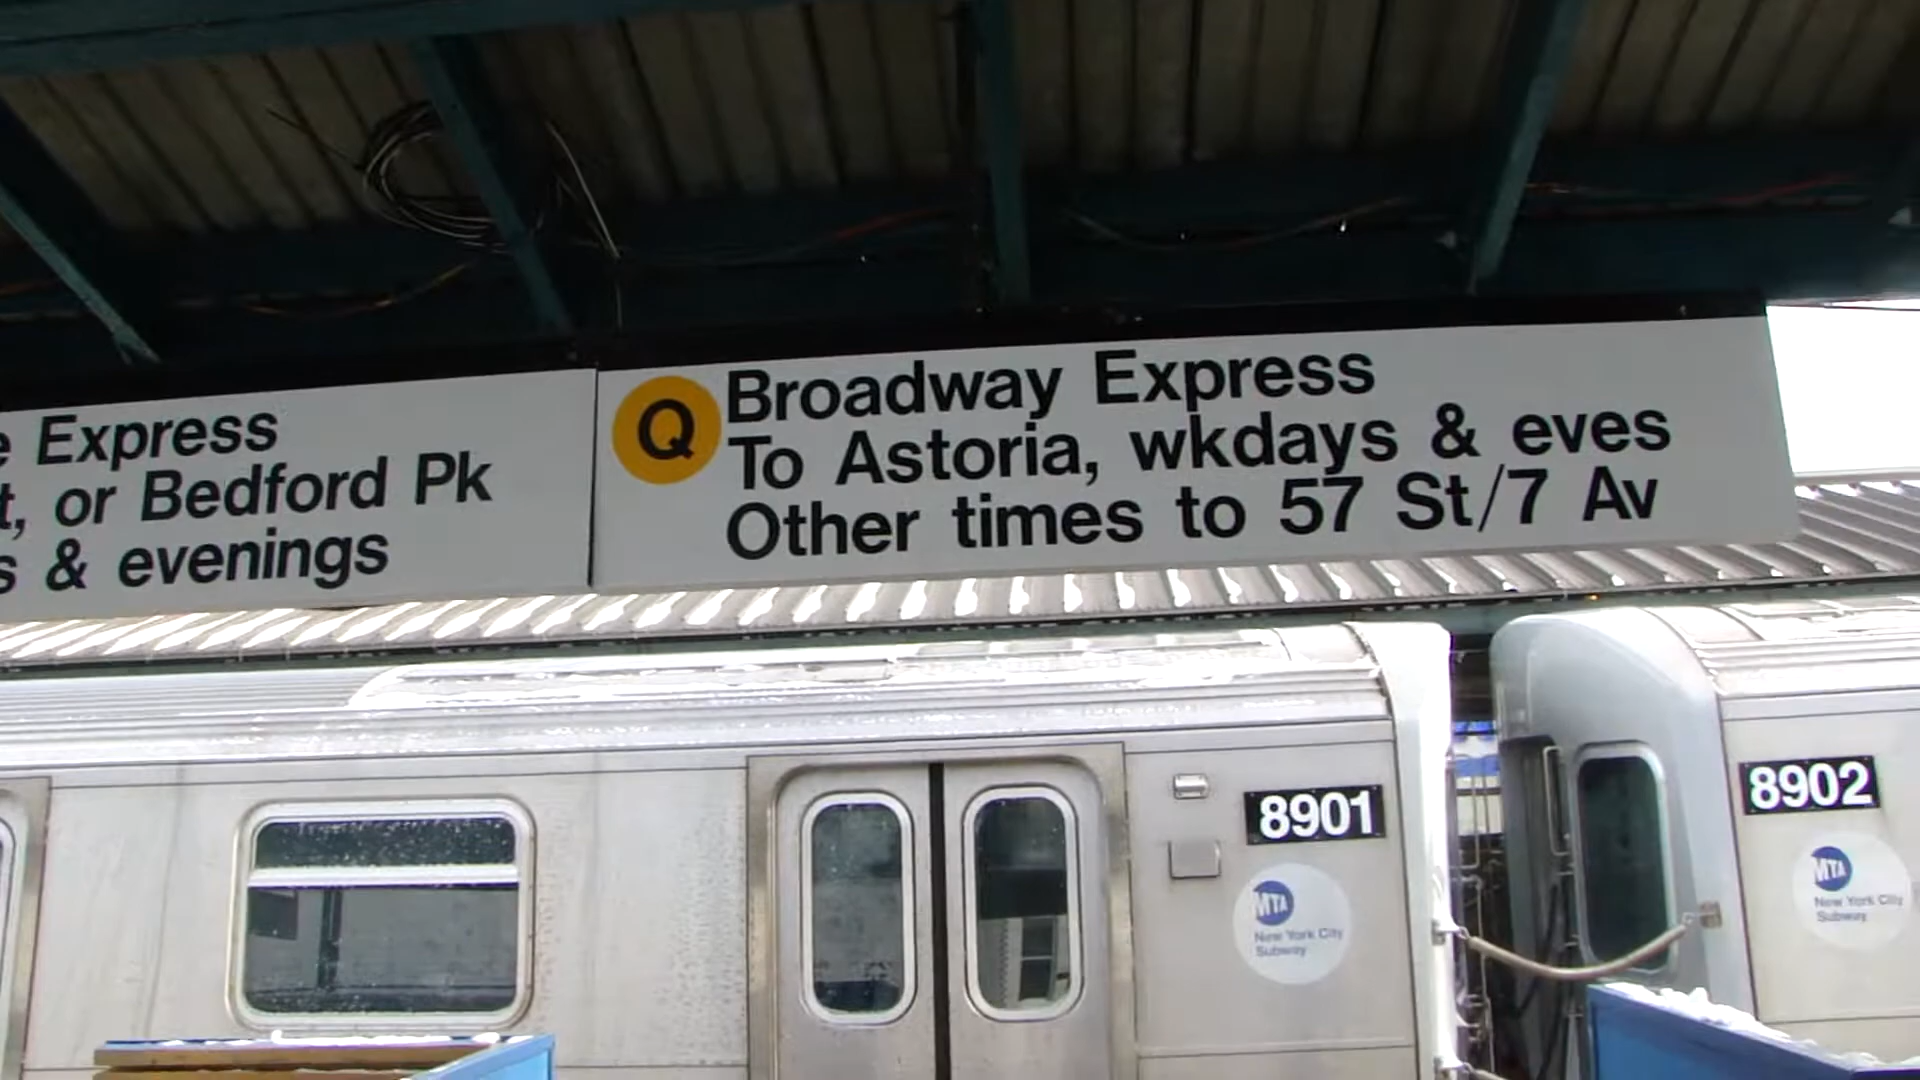 Express
, or Bedford Pk
& evenings
Q
Broadway Express
To Astoria, wkdays & eves
Other times to 57 St/7 Av
8901
MTA
New York City
Subway
8902
MTA
New York City
Subway